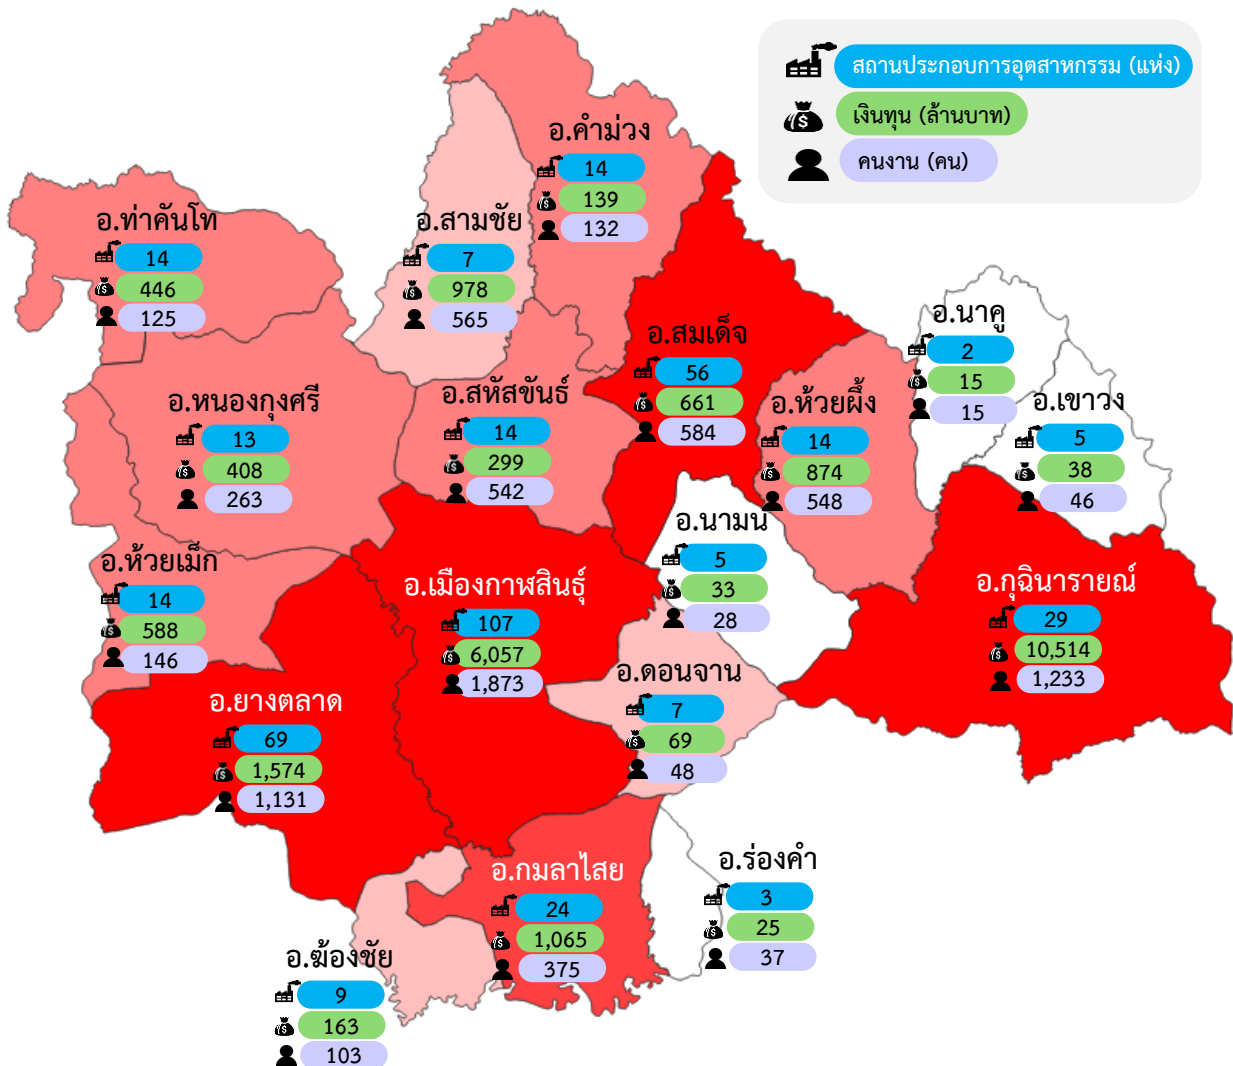 สถานประกอบการอุตสาหกรรม (แห่ง)
เงินทุน (ล้านบาท)
คนงาน (คน)
อ.คำม่วง
14
139
132
อ.ท่าคันโท
14
446
125
อ.สามชัย
7
978
565
อ.สมเด็จ
56
661
584
อ.นาคู
2
15
15
อ.หนองกุงศรี
13
408
263
อ.สหัสขันธ์
14
299
542
อ.ห้วยผึ้ง
14
874
548
อ.เขาวง
5
38
46
อ.นามน
5
33
28
อ.ห้วยเม็ก
14
588
146
อ.เมืองกาฬสินธุ์
107
6,057
1,873
อ.กุฉินารายณ์
29
10,514
1,233
อ.ดอนจาน
7
69
48
อ.ยางตลาด
69
1,574
1,131
อ.กมลาไสย
24
1,065
375
อ.ร่องคำ
3
25
37
อ.ฆ้องชัย
9
163
103